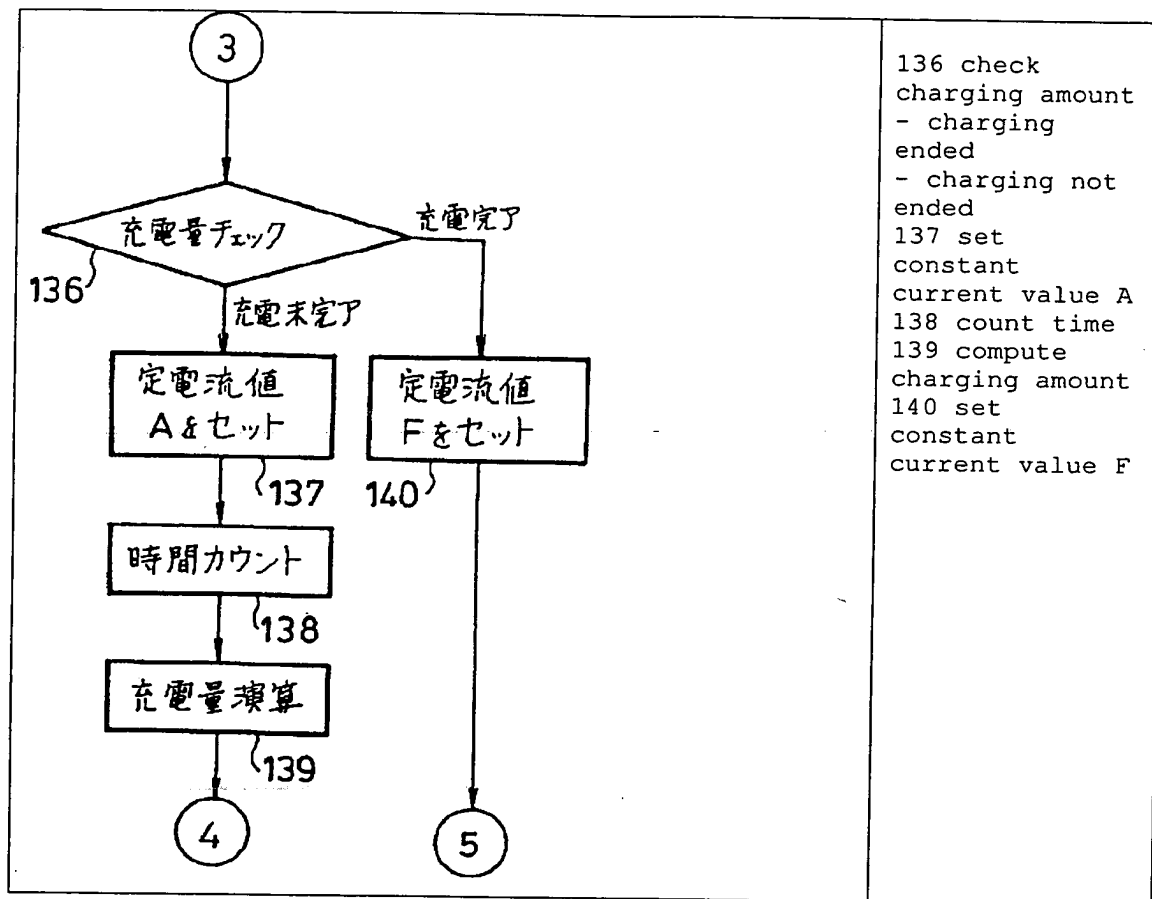 3
充電量チェック
充電完了
136
充電未完了
定電流値
Aをセット
137
定電流値
Fをセット
140
時間カウント
138
充電量演算
139
4
5
136 check
charging amount
- charging
ended
- charging not
ended
137 set
constant
current value A
138 count time
139 compute
charging amount
140 set
constant
current value F